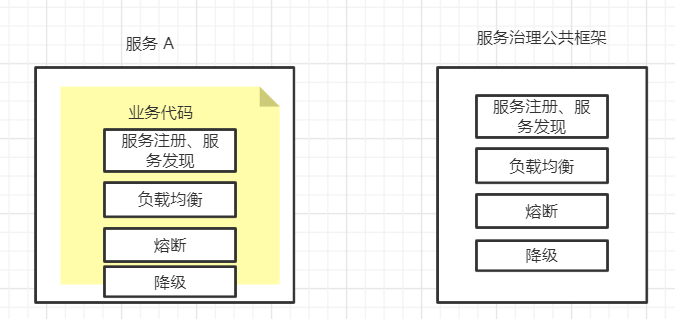 服务 A
业务代码
服务注册、服
务发现
负载均衡
熔断
降级
服务治理公共框架
服务注册、服
务发现
负载均衡
熔断
降级